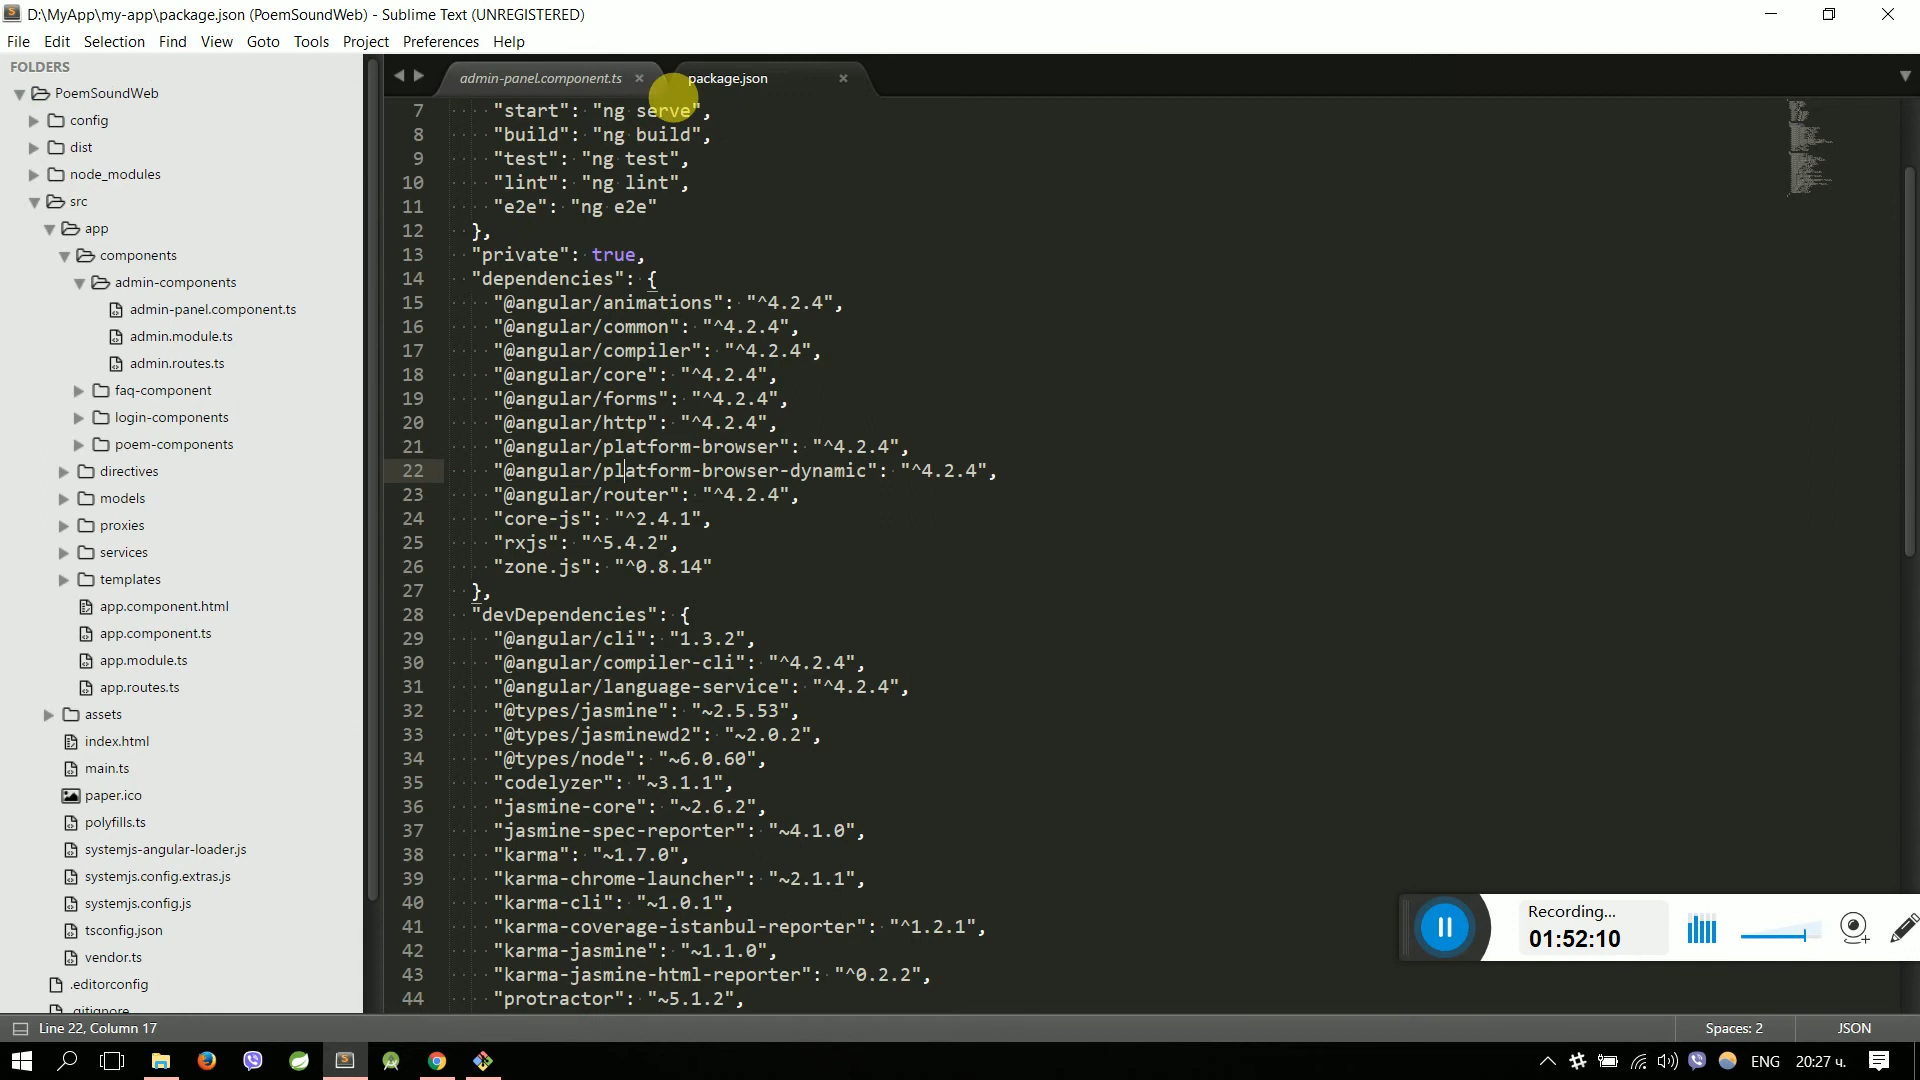 D:\MyApp\my-app\package.json (PoemSoundWeb) - Sublime Text (UNREGISTERED)
File Edit Selection Find View Goto Tools Project Preferences Help
FOLDERS
PoemSoundWeb
config
dist
node_modules
src
app
components
admin-components
admin-panel.component.ts
admin.module.ts
admin.routes.ts
faq-component
login-components
poem-components
directives
models
proxies
services
templates
app.component.html
app.component.ts
app.module.ts
app.routes.ts
assets
index.html
main.ts
paper.ico
polyfills.ts
systemjs-angular-loader.js
systemjs.config.extras.js
systemjs.config.js
tsconfig.json
vendor.ts
.editorconfig
.gitignore
admin-panel.component.ts
package.json
7 "start": "ng serve",
8 "build": "ng build",
9 "test": "ng test",
10 "lint": "ng lint",
11 "e2e": "ng e2e"
12 },
13 "private": true,
14 "dependencies": {
15 "@angular/animations": "^4.2.4",
16 "@angular/common": "^4.2.4",
17 "@angular/compiler": "^4.2.4",
18 "@angular/core": "^4.2.4",
19 "@angular/forms": "^4.2.4",
20 "@angular/http": "^4.2.4",
21 "@angular/platform-browser": "^4.2.4",
22 "@angular/platform-browser-dynamic": "^4.2.4",
23 "@angular/router": "^4.2.4",
24 "core-js": "^2.4.1",
25 "rxjs": "^5.4.2",
26 "zone.js": "^0.8.14"
27 },
28 "devDependencies": {
29 "@angular/cli": "1.3.2",
30 "@angular/compiler-cli": "^4.2.4",
31 "@angular/language-service": "^4.2.4",
32 "@types/jasmine": "~2.5.53",
33 "@types/jasminewd2": "~2.0.2",
34 "@types/node": "~6.0.60",
35 "codelyzer": "~3.1.1",
36 "jasmine-core": "~2.6.2",
37 "jasmine-spec-reporter": "~4.1.0",
38 "karma": "~1.7.0",
39 "karma-chrome-launcher": "~2.1.1",
40 "karma-cli": "~1.0.1",
41 "karma-coverage-istanbul-reporter": "^1.2.1",
42 "karma-jasmine": "~1.1.0",
43 "karma-jasmine-html-reporter": "^0.2.2",
44 "protractor": "~5.1.2",
Recording...
01:52:10
Line 22, Column 17
Spaces: 2
JSON
ENG
20:27 ч.